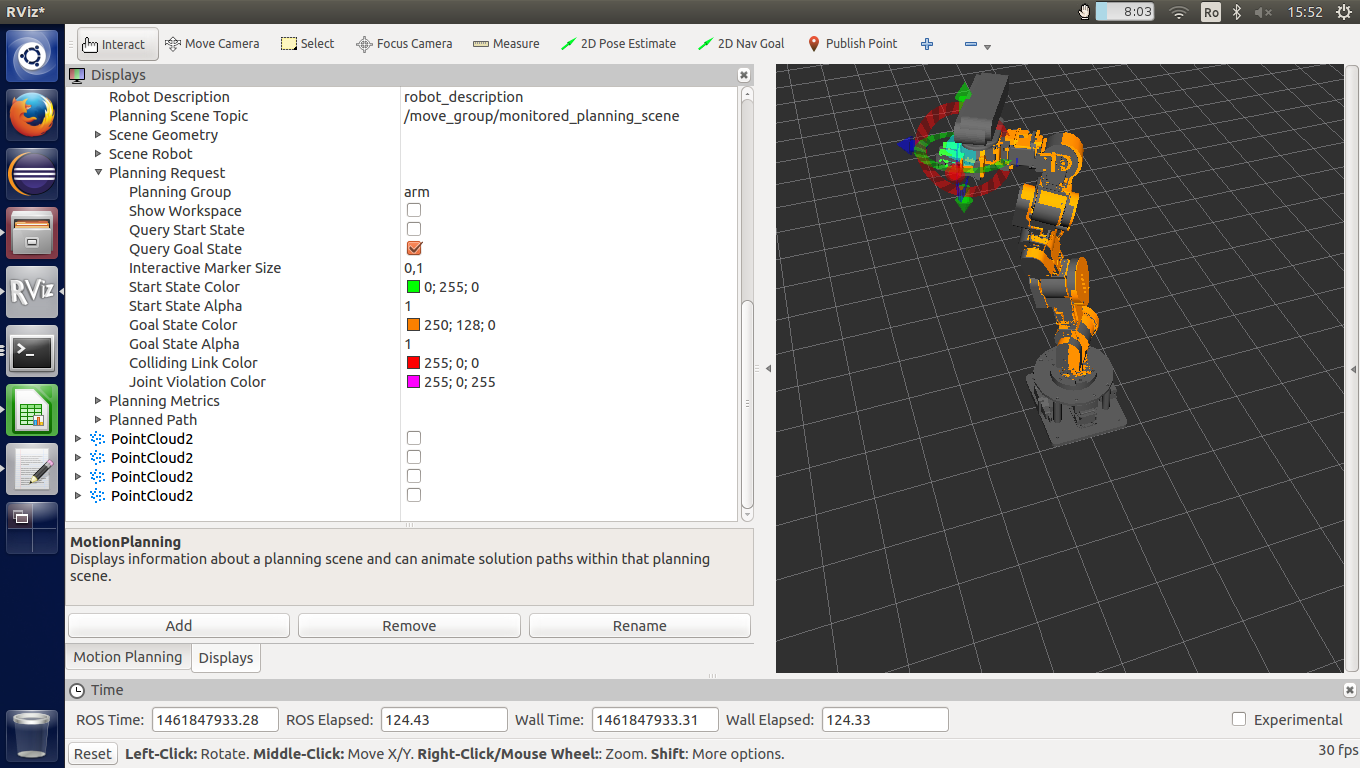 RViz*
8:03
Ro
15:52
Interact Move Camera Select Focus Camera Measure 2D Pose Estimate 2D Nav Goal Publish Point
Displays
Robot Description robot_description
Planning Scene Topic /move_group/monitored_planning_scene
Scene Geometry
Scene Robot
Planning Request
Planning Group arm
Show Workspace
Query Start State
Query Goal State
Interactive Marker Size 0,1
Start State Color 0; 255; 0
Start State Alpha 1
Goal State Color 250; 128; 0
Goal State Alpha 1
Colliding Link Color 255; 0; 0
Joint Violation Color 255; 0; 255
Planning Metrics
Planned Path
PointCloud2
PointCloud2
PointCloud2
PointCloud2
RViz
MotionPlanning
Displays information about a planning scene and can animate solution paths within that planning
scene.
Add Remove Rename
Motion Planning Displays
Time
ROS Time: 1461847933.28 ROS Elapsed: 124.43 Wall Time: 1461847933.31 Wall Elapsed: 124.33 Experimental
Reset Left-Click: Rotate. Middle-Click: Move X/Y. Right-Click/Mouse Wheel:: Zoom. Shift: More options. 30 fps